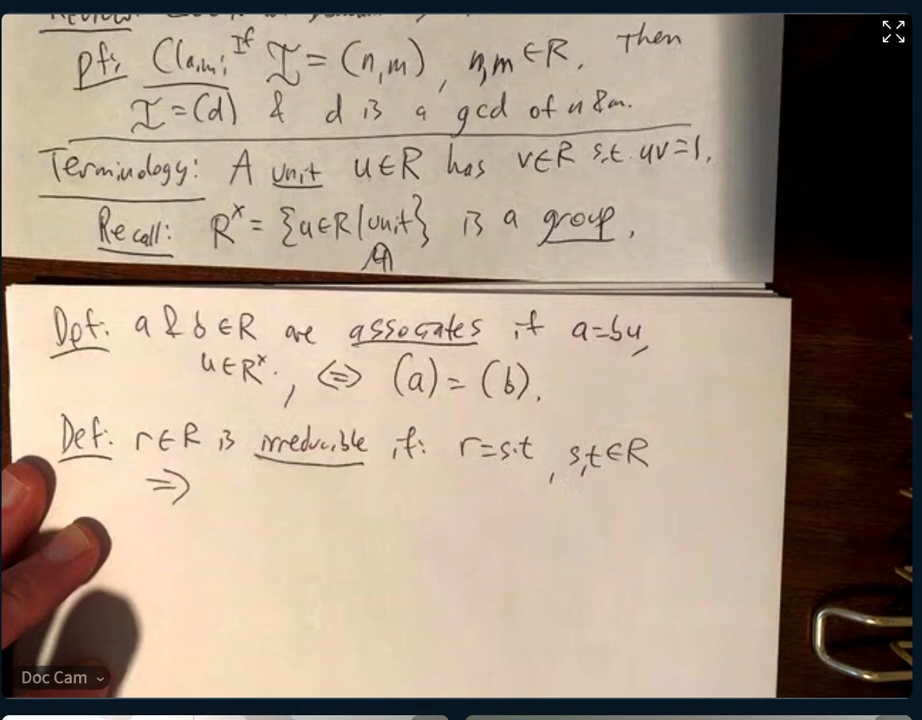 REVIEW:
pf: Claim: If I = (n,m), n,m ∈ R. Then
I = (d) & d is a gcd of n & m.
Terminology: A unit u ∈ R has v ∈ R s.t. uv = 1.
Recall: R^x = {u ∈ R | unit} is a group.
Def: a & b ∈ R are associates if a = bu,
u ∈ R^x. , ⇔ (a) = (b).
Def: r ∈ R is irreducible if: r = s·t, s,t ∈ R
⇒
Doc Cam